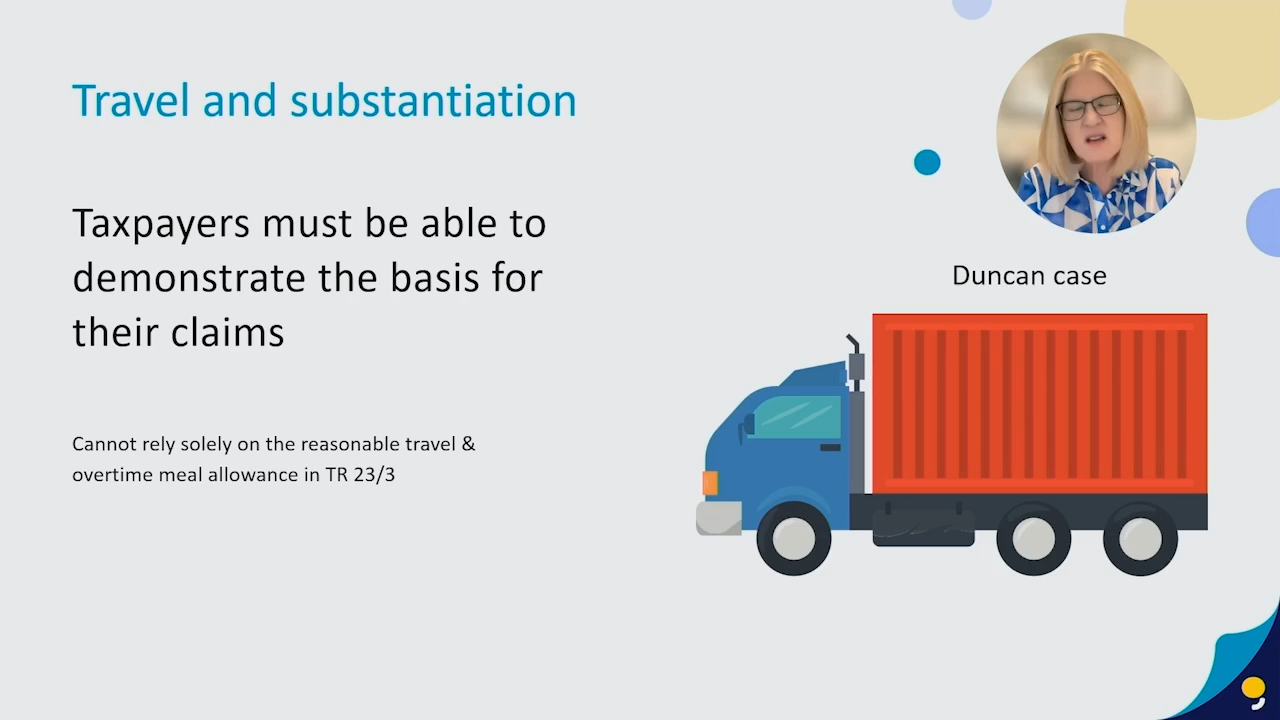 Travel and substantiation
Taxpayers must be able to
demonstrate the basis for
their claims
Cannot rely solely on the reasonable travel &
overtime meal allowance in TR 23/3
Duncan case